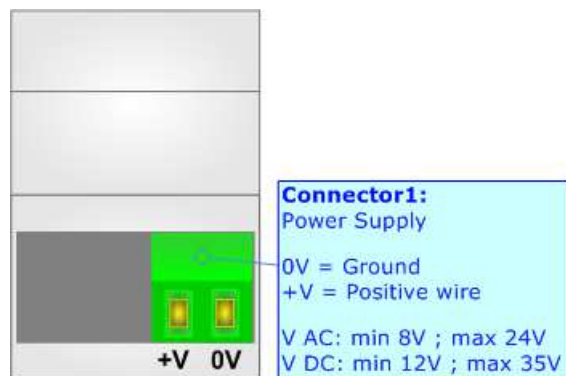 Connector1:
Power Supply
0V = Ground
+V = Positive wire
V AC: min 8V ; max 24V
V DC: min 12V ; max 35V
+V 0V